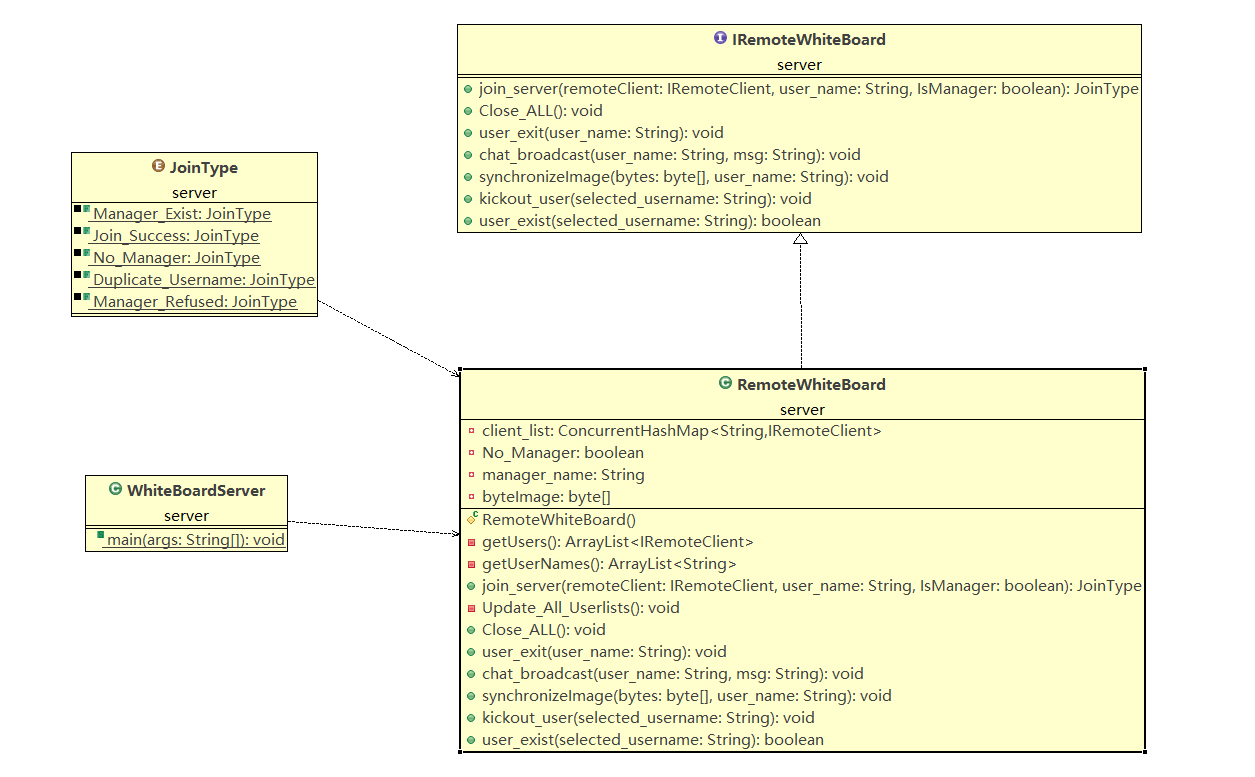 IRemoteWhiteBoard
server
join_server(remoteClient: IRemoteClient, user_name: String, IsManager: boolean): JoinType
Close_ALL(): void
user_exit(user_name: String): void
chat_broadcast(user_name: String, msg: String): void
synchronizeImage(bytes: byte[], user_name: String): void
kickout_user(selected_username: String): void
user_exist(selected_username: String): boolean
JoinType
server
Manager_Exist: JoinType
Join_Success: JoinType
No_Manager: JoinType
Duplicate_Username: JoinType
Manager_Refused: JoinType
RemoteWhiteBoard
server
client_list: ConcurrentHashMap<String,IRemoteClient>
No_Manager: boolean
manager_name: String
byteImage: byte[]
RemoteWhiteBoard()
getUsers(): ArrayList<IRemoteClient>
getUserNames(): ArrayList<String>
join_server(remoteClient: IRemoteClient, user_name: String, IsManager: boolean): JoinType
Update_All_Userlists(): void
Close_ALL(): void
user_exit(user_name: String): void
chat_broadcast(user_name: String, msg: String): void
synchronizeImage(bytes: byte[], user_name: String): void
kickout_user(selected_username: String): void
user_exist(selected_username: String): boolean
WhiteBoardServer
server
main(args: String[]): void